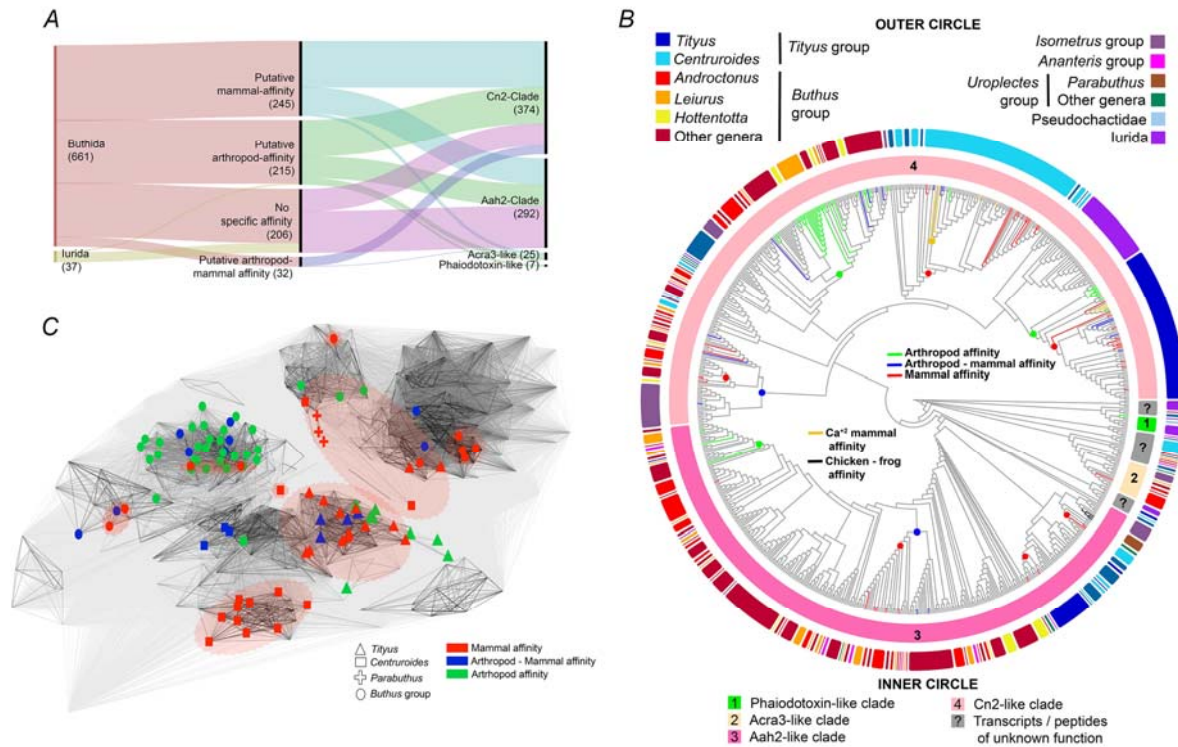 A
Buthida
(661)
Iurida
(37)
Putative
mammal-affinity
(245)
Putative
arthropod-affinity
(215)
No
specific affinity
(206)
Putative arthropod-
mammal affinity (32)
Cn2-Clade
(374)
Aah2-Clade
(292)
Acra3-like (25)
Phaiodotoxin-like (7)
B
OUTER CIRCLE
Tityus
Centruroides
Tityus group
Androctonus
Leiurus
Hottentotta
Other genera
Buthus
group
Isometrus group
Ananteris group
Uroplectes
group
Parabuthus
Other genera
Pseudochactidae
Iurida
4
Arthropod affinity
Arthropod - mammal affinity
Mammal affinity
Ca+2 mammal
affinity
Chicken - frog
affinity
?
1
?
2
?
3
INNER CIRCLE
1 Phaiodotoxin-like clade
2 Acra3-like clade
3 Aah2-like clade
4 Cn2-like clade
? Transcripts / peptides
of unknown function
C
Tityus
Centruroides
Parabuthus
Buthus group
Mammal affinity
Arthropod - Mammal affinity
Artrhopod affinity